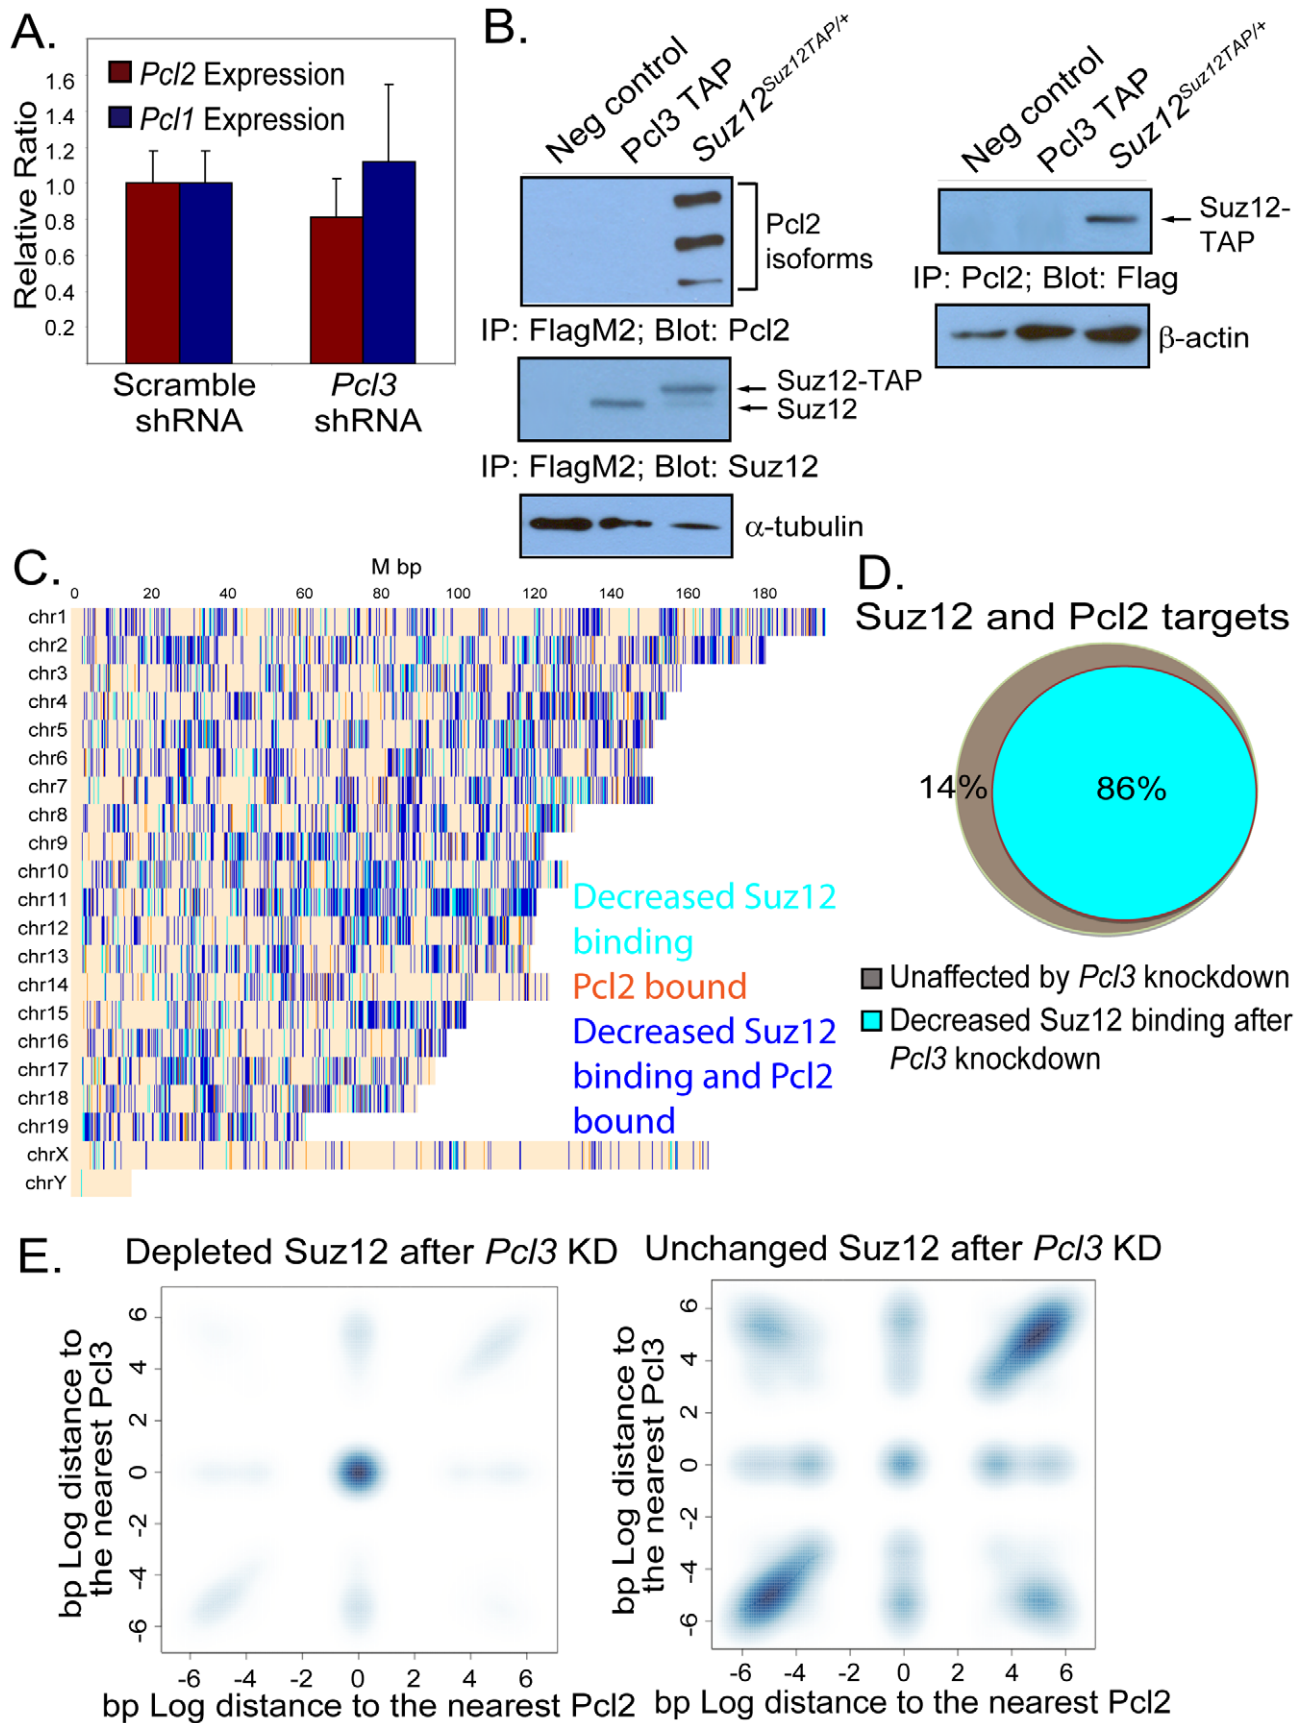 A.
Pcl2 Expression
Pcl1 Expression
Relative Ratio
1.6
1.4
1.2
1.0
0.8
0.6
0.4
0.2
Scramble
shRNA
Pcl3
shRNA
B.
Neg control
Pcl3 TAP
Suz12^Suz12TAP/+
Pcl2
isoforms
IP: FlagM2; Blot: Pcl2
Suz12-TAP
Suz12
IP: FlagM2; Blot: Suz12
α-tubulin
Neg control
Pcl3 TAP
Suz12^Suz12TAP/+
Suz12-
TAP
IP: Pcl2; Blot: Flag
β-actin
C.
M bp
0 20 40 60 80 100 120 140 160 180
chr1
chr2
chr3
chr4
chr5
chr6
chr7
chr8
chr9
chr10
chr11
chr12
chr13
chr14
chr15
chr16
chr17
chr18
chr19
chrX
chrY
Decreased Suz12
binding
Pcl2 bound
Decreased Suz12
binding and Pcl2
bound
D.
Suz12 and Pcl2 targets
14%
86%
Unaffected by Pcl3 knockdown
Decreased Suz12 binding after
Pcl3 knockdown
E.
Depleted Suz12 after Pcl3 KD
bp Log distance to
the nearest Pcl3
6
4
2
0
-2
-4
-6
-6 -4 -2 0 2 4 6
bp Log distance to the nearest Pcl2
Unchanged Suz12 after Pcl3 KD
bp Log distance to
the nearest Pcl3
6
4
2
0
-2
-4
-6
-6 -4 -2 0 2 4 6
bp Log distance to the nearest Pcl2